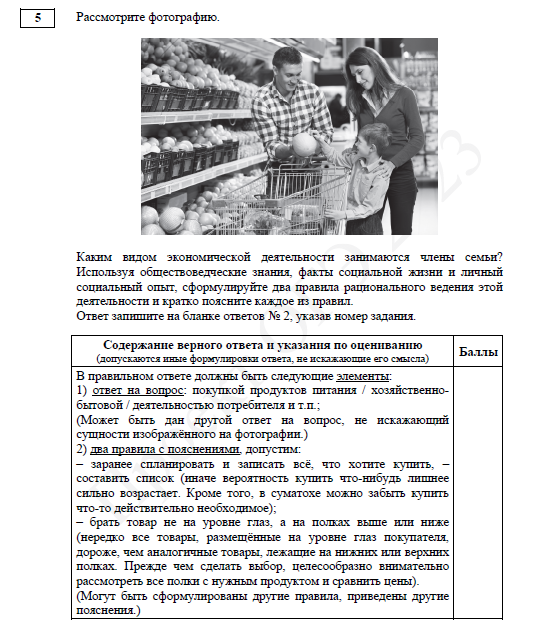 5
Рассмотрите фотографию.
Каким видом экономической деятельности занимаются члены семьи?
Используя обществоведческие знания, факты социальной жизни и личный
социальный опыт, сформулируйте два правила рационального ведения этой
деятельности и кратко поясните каждое из правил.
Ответ запишите на бланке ответов № 2, указав номер задания.
Содержание верного ответа и указания по оцениванию
(допускаются иные формулировки ответа, не искажающие его смысла)
Баллы
В правильном ответе должны быть следующие элементы:
1) ответ на вопрос: покупкой продуктов питания / хозяйственно-
бытовой / деятельностью потребителя и т.п.;
(Может быть дан другой ответ на вопрос, не искажающий
сущности изображённого на фотографии.)
2) два правила с пояснениями, допустим:
– заранее спланировать и записать всё, что хотите купить, –
составить список (иначе вероятность купить что-нибудь лишнее
сильно возрастает. Кроме того, в суматохе можно забыть купить
что-то действительно необходимое);
– брать товар не на уровне глаз, а на полках выше или ниже
(нередко все товары, размещённые на уровне глаз покупателя,
дороже, чем аналогичные товары, лежащие на нижних или верхних
полках. Прежде чем сделать выбор, целесообразно внимательно
рассмотреть все полки с нужным продуктом и сравнить цены).
(Могут быть сформулированы другие правила, приведены другие
пояснения.)